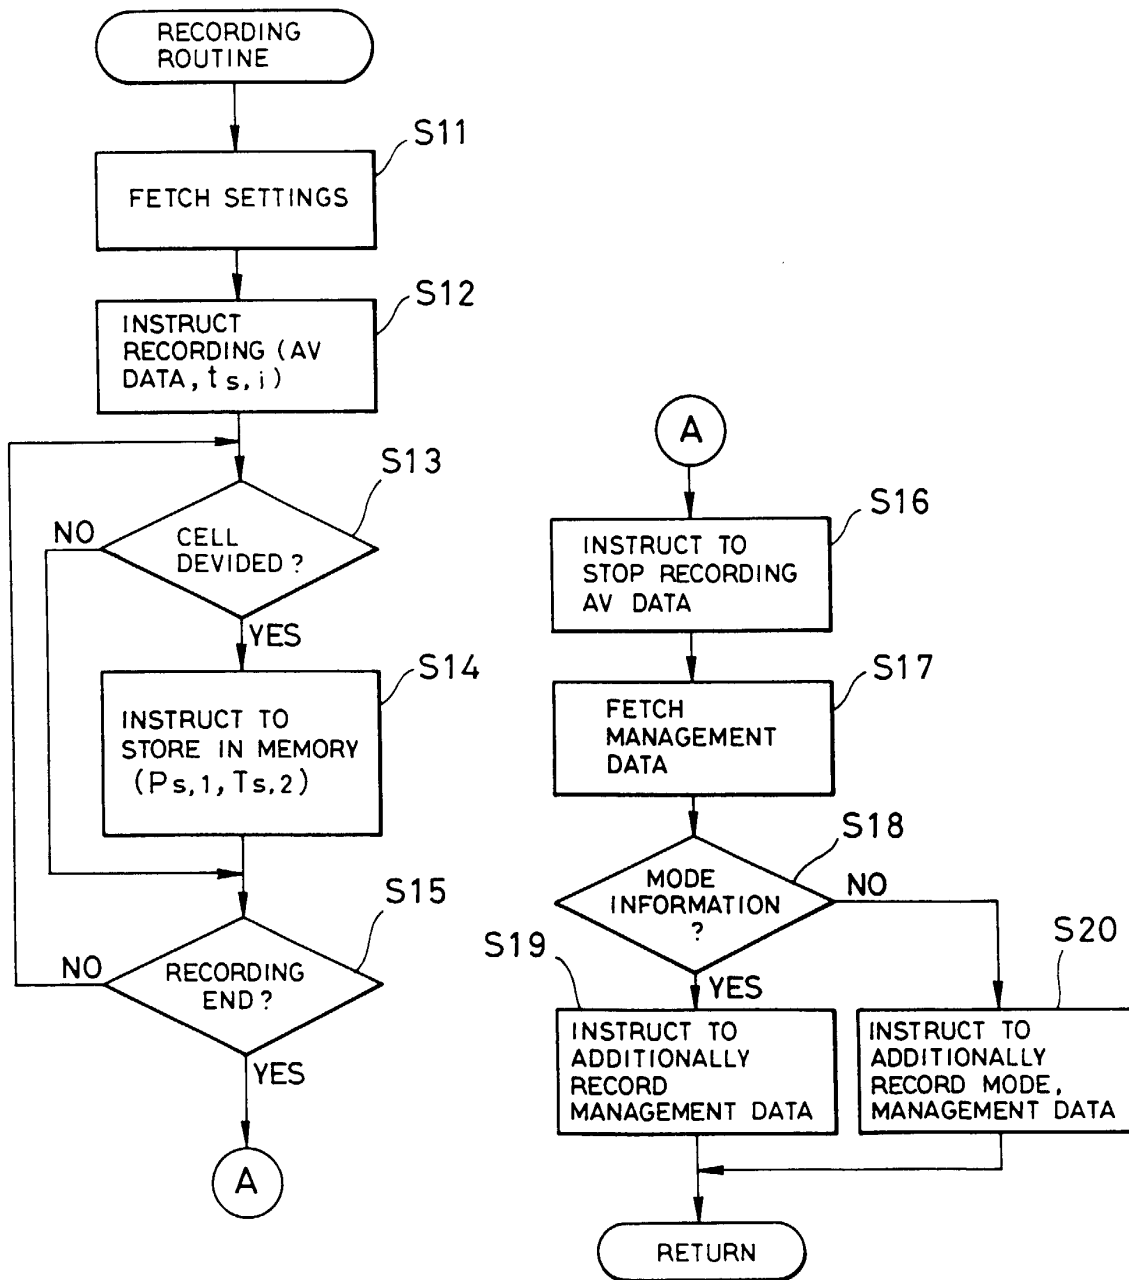 RECORDING
ROUTINE
S11
FETCH SETTINGS
S12
INSTRUCT
RECORDING (AV
DATA, ts,i)
S13
NO
CELL
DEVIDED?
YES
S14
INSTRUCT TO
STORE IN MEMORY
(Ps,1, Ts,2)
S15
NO
RECORDING
END?
YES
A
A
S16
INSTRUCT TO
STOP RECORDING
AV DATA
S17
FETCH
MANAGEMENT
DATA
S18
MODE
INFORMATION
?
NO
YES
S19
INSTRUCT TO
ADDITIONALLY
RECORD
MANAGEMENT DATA
S20
INSTRUCT TO
ADDITIONALLY
RECORD MODE,
MANAGEMENT DATA
RETURN